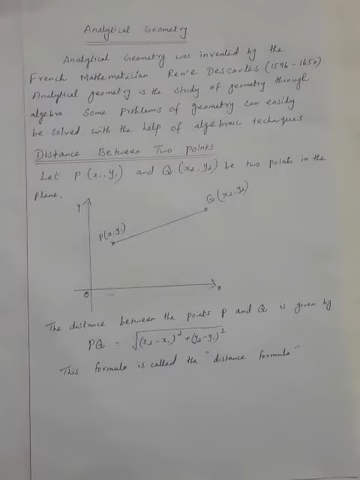 Analytical Geometry
Analytical Geometry was invented by the
French Mathematician Rene Descartes (1596-1650)
Analytical geometry is the study of geometry through
algebra Some Problems of geometry can easily
be solved with the help of algebraic techniques
Distance Between Two points
Let P(x₁,y₁) and Q(x₂,y₂) be two points in the
plane.
Y
Q(x₂,y₂)
P(x₁,y₁)
O
x
The distance between the points P and Q is given by
PQ = √(x₂-x₁)²+(y₂-y₁)²
This formula is called the "distance formula"